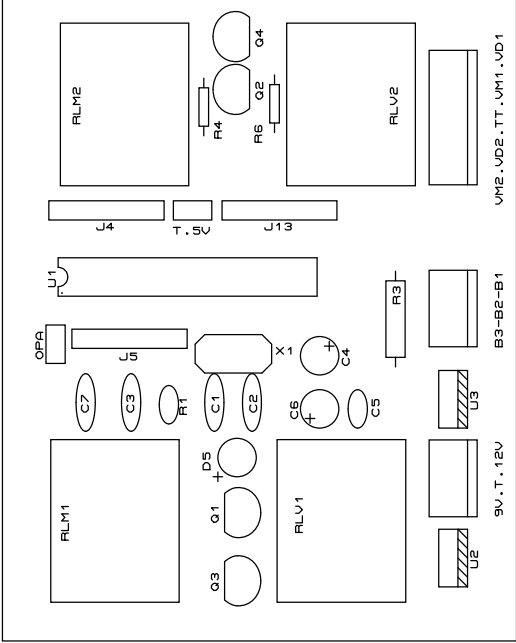 Q4
RLM2
Q2
RLV2
VM2.VD2.TT.VM1.VD1
R4
R6
J4
T.5V
J13
U1
R3
B3-B2-B1
OPA
J5
X1
C4
C7
C3
R1
C1
C2
C6
C5
U3
D5
9V.T.12V
RLM1
Q1
RLV1
U2
Q3